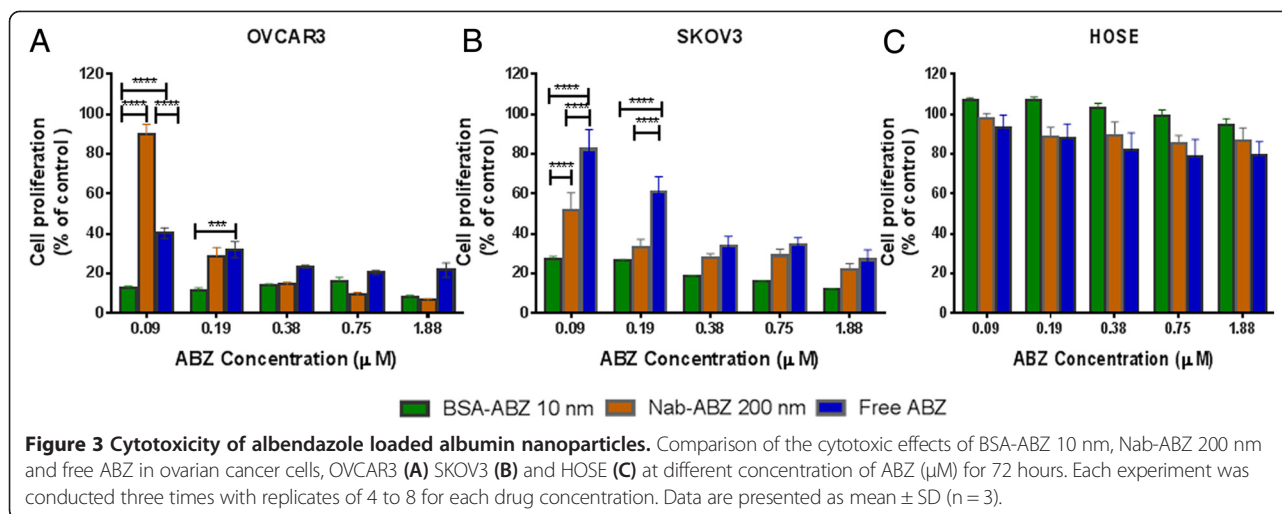 A
OVCAR3
Cell proliferation
(% of control )
120
100
80
60
40
20
0
****
****
****
***
0.09 0.19 0.38 0.75 1.88
ABZ Concentration (μ M)
B
SKOV3
Cell proliferation
(% of control )
120
100
80
60
40
20
0
****
****
****
****
****
0.09 0.19 0.38 0.75 1.88
ABZ Concentration (μ M)
C
HOSE
Cell proliferation
(% of control )
120
100
80
60
40
20
0
0.09 0.19 0.38 0.75 1.88
ABZ Concentration (μ M)
BSA-ABZ 10 nm Nab-ABZ 200 nm Free ABZ
Figure 3 Cytotoxicity of albendazole loaded albumin nanoparticles. Comparison of the cytotoxic effects of BSA-ABZ 10 nm, Nab-ABZ 200 nm
and free ABZ in ovarian cancer cells, OVCAR3 (A) SKOV3 (B) and HOSE (C) at different concentration of ABZ (μM) for 72 hours. Each experiment was
conducted three times with replicates of 4 to 8 for each drug concentration. Data are presented as mean ± SD (n = 3).